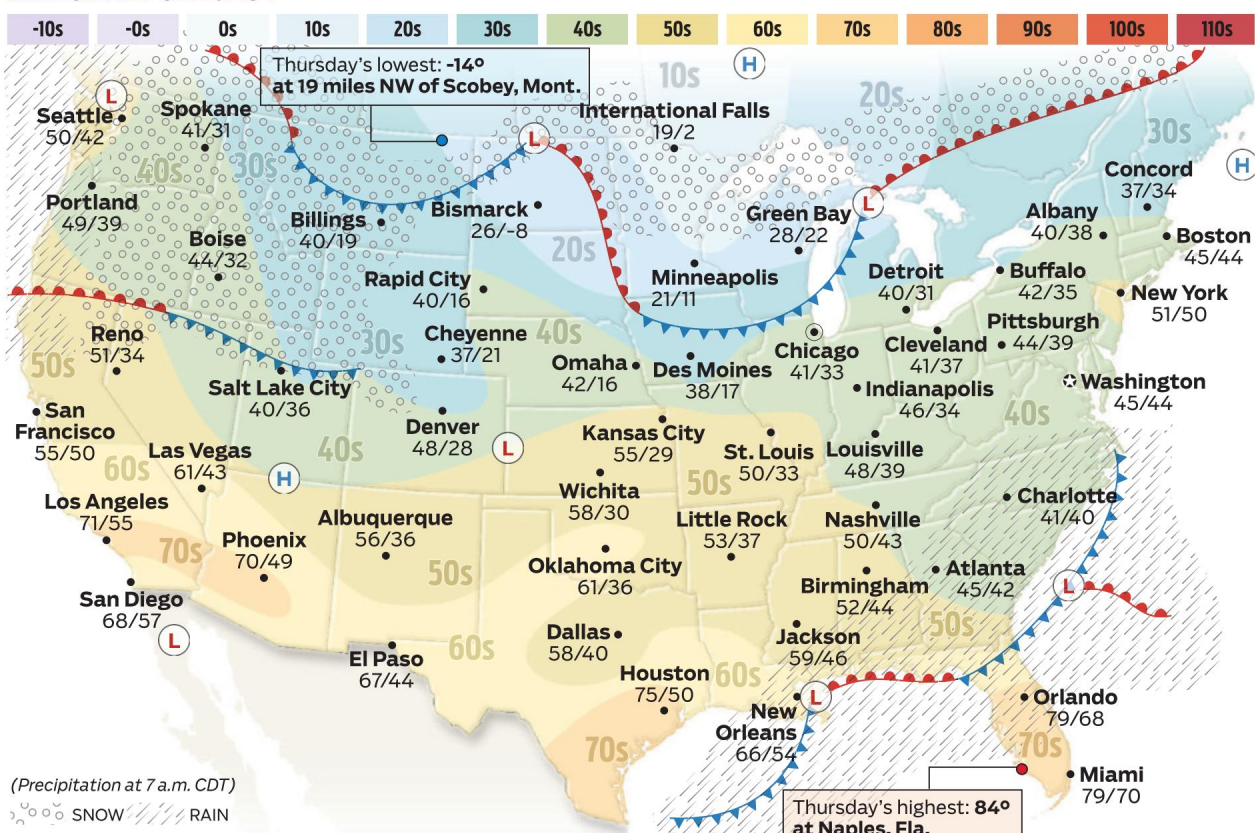 -10s -0s 0s 10s 20s 30s 40s 50s 60s 70s 80s 90s 100s 110s
Thursday's lowest: -14º
at 19 miles NW of Scobey, Mont.
H
10s
20s
30s
L
Seattle
50/42
Spokane
41/31
International Falls
19/2
L
40s
30s
H
Concord
37/34
Portland
49/39
Billings
40/19
Bismarck
26/-8
Green Bay
28/22
L
Albany
40/38
Boston
45/44
Boise
44/32
20s
Rapid City
40/16
Minneapolis
21/11
Detroit
40/31
Buffalo
42/35
New York
51/50
Reno
51/34
50s
30s
Cheyenne
37/21
40s
Omaha
42/16
Des Moines
38/17
Chicago
41/33
Cleveland
41/37
Pittsburgh
44/39
Salt Lake City
40/36
Indianapolis
46/34
Washington
45/44
40s
San
Francisco
55/50
Las Vegas
61/43
60s
H
40s
Denver
48/28
L
Kansas City
55/29
St. Louis
50/33
Louisville
48/39
Los Angeles
71/55
Wichita
58/30
50s
Charlotte
41/40
70s
Phoenix
70/49
Albuquerque
56/36
50s
Oklahoma City
61/36
Little Rock
53/37
Nashville
50/43
San Diego
68/57
L
Birmingham
52/44
Atlanta
45/42
L
50s
El Paso
67/44
60s
Dallas
58/40
Jackson
59/46
Houston
75/50
60s
70s
New
Orleans
66/54
L
Orlando
79/68
70s
Miami
79/70
(Precipitation at 7 a.m. CDT)
SNOW RAIN
Thursday's highest: 84º
at Naples, Fla.